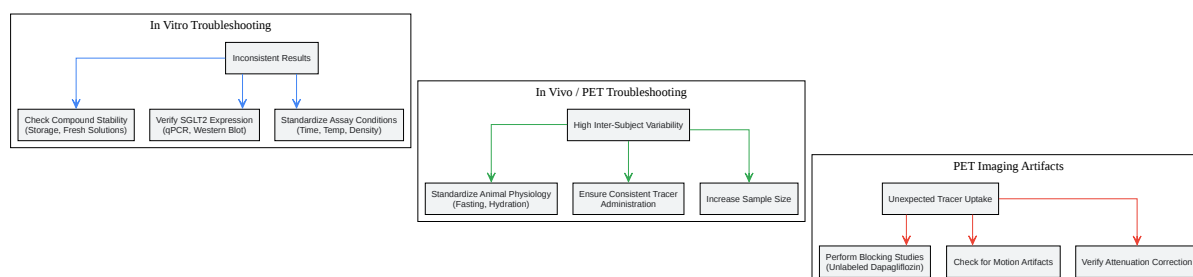 In Vitro Troubleshooting
Inconsistent Results
Check Compound Stability
(Storage, Fresh Solutions)
Verify SGLT2 Expression
(qPCR, Western Blot)
Standardize Assay Conditions
(Time, Temp, Density)
In Vivo / PET Troubleshooting
High Inter-Subject Variability
Standardize Animal Physiology
(Fasting, Hydration)
Ensure Consistent Tracer
Administration
Increase Sample Size
PET Imaging Artifacts
Unexpected Tracer Uptake
Perform Blocking Studies
(Unlabeled Dapagliflozin)
Check for Motion Artifacts
Verify Attenuation Correction